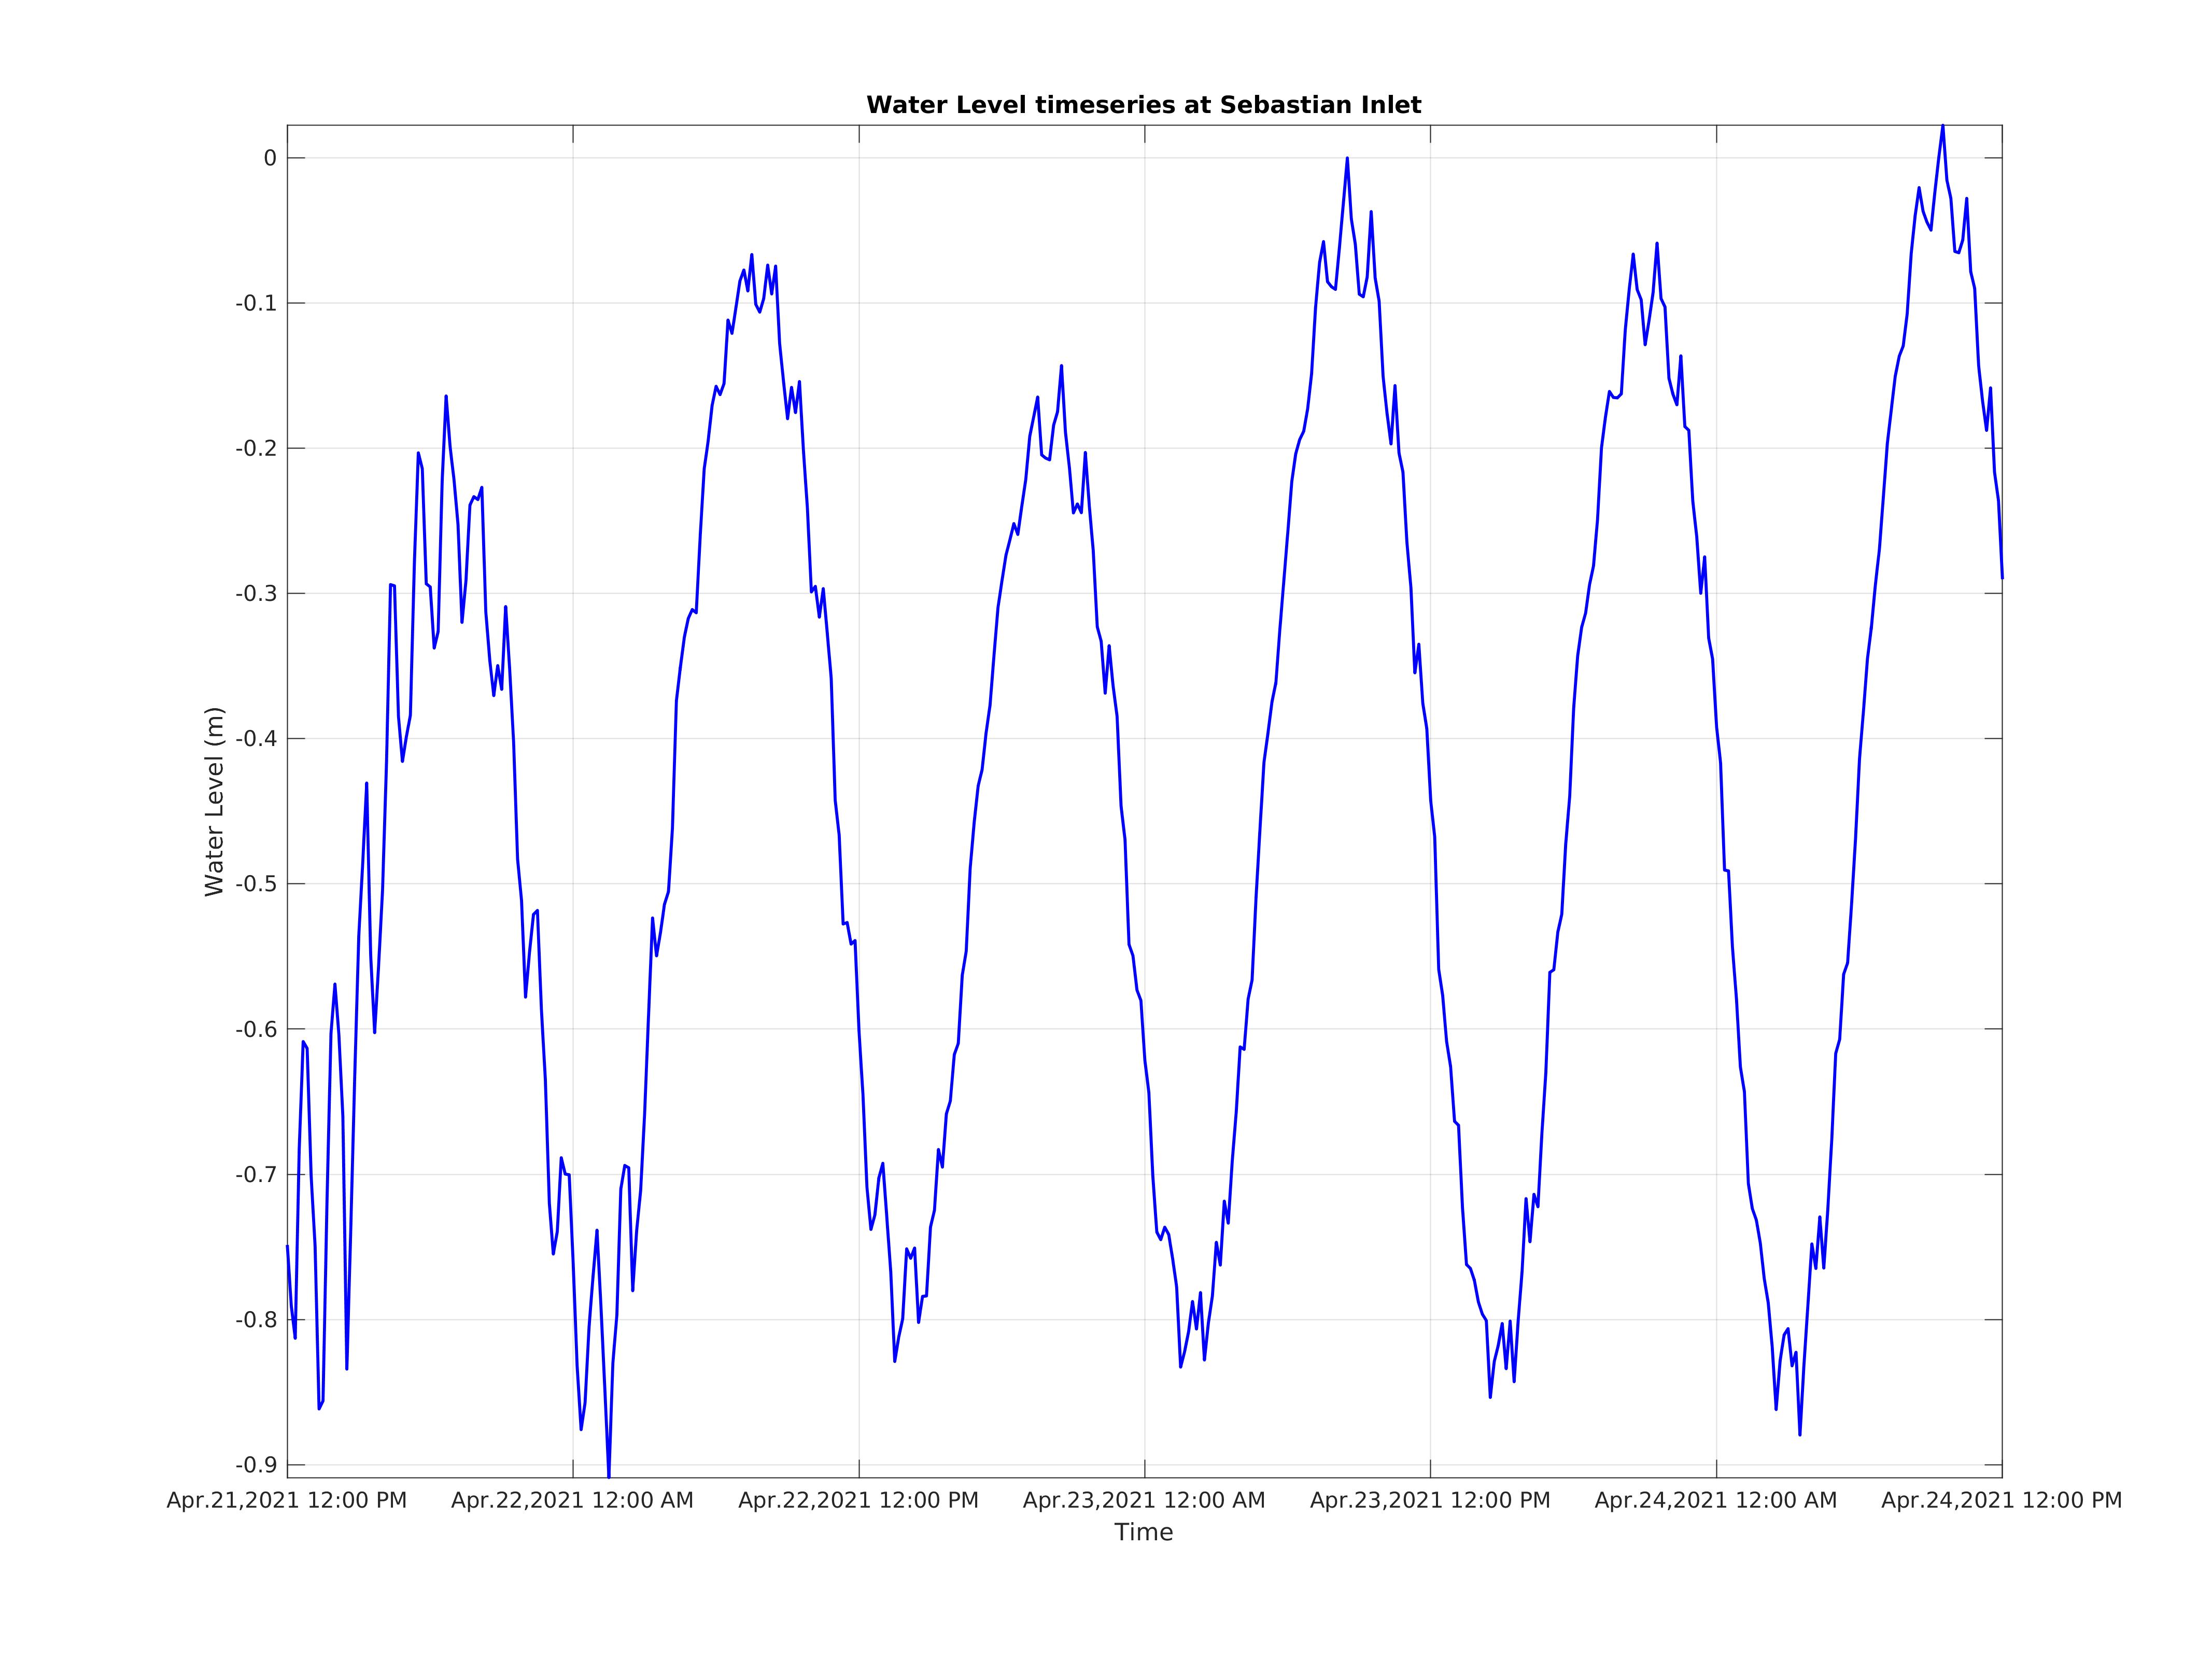 Water Level timeseries at Sebastian Inlet
0
-0.1
-0.2
-0.3
-0.4
-0.5
-0.6
-0.7
-0.8
-0.9
Water Level (m)
Apr.21,2021 12:00 PM
Apr.22,2021 12:00 AM
Apr.22,2021 12:00 PM
Apr.23,2021 12:00 AM
Apr.23,2021 12:00 PM
Apr.24,2021 12:00 AM
Apr.24,2021 12:00 PM
Time